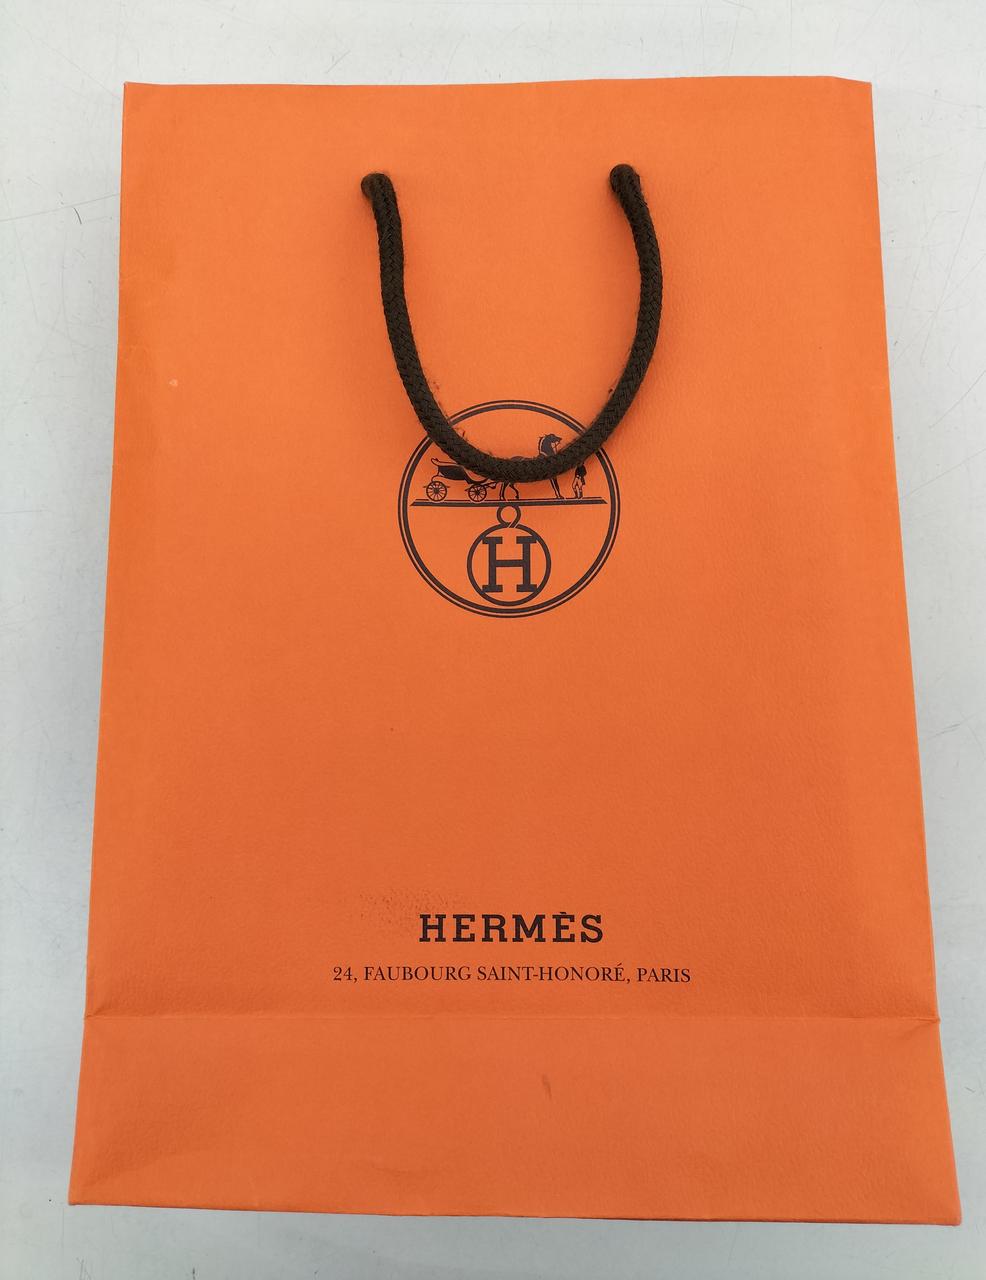 H
HERMÈS
24, FAUBOURG SAINT-HONORÉ, PARIS